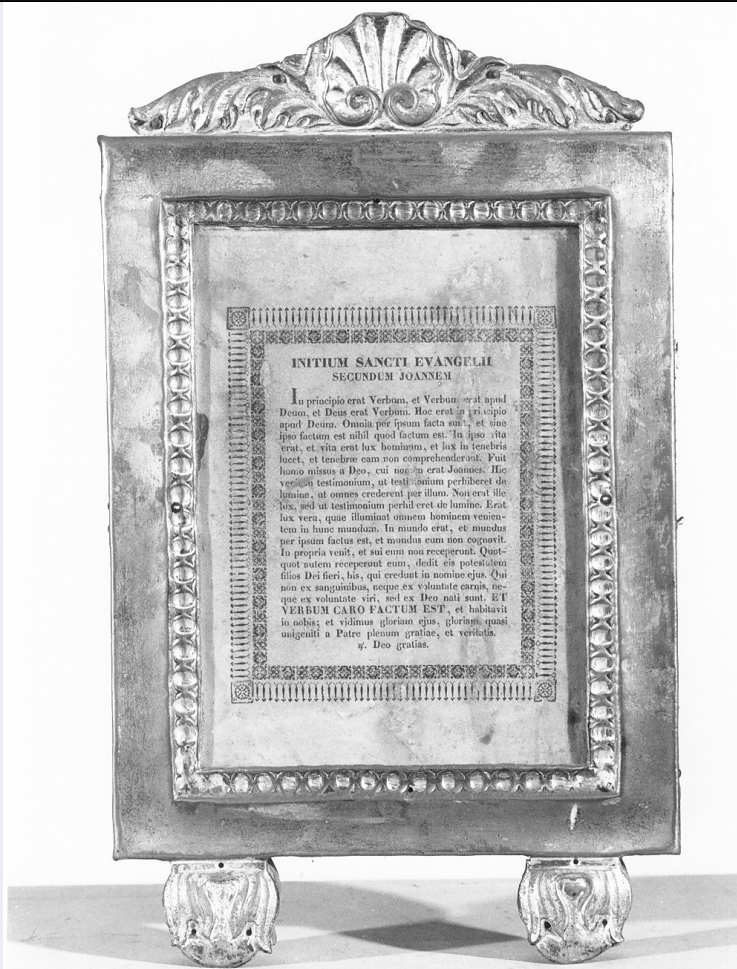 INITIUM SANCTI EVANGELII
SECUNDUM JOANNEM
In principio erat Verbum, et Verbum erat apud
Deum, et Deus erat Verbum. Hoc erat in principio
apud Deum. Omnia per ipsum facta sunt, et sine
ipso factum est nihil quod factum est. In ipso vita
erat, et vita erat lux hominum, et lux in tenebris
lucet, et tenebræ eam non comprehenderunt. Fuit
homo missus a Deo, cui nomen erat Joannes. Hic
venit in testimonium, ut testimonium perhiberet de
lumine, ut omnes crederent per illum. Non erat ille
lux, sed ut testimonium perhiberet de lumine. Erat
lux vera, quae illuminat omnem hominem venien-
tem in hunc mundum. In mundo erat, et mundus
per ipsum factus est, et mundus eum non cognovit.
In propria venit, et sui eum non receperunt. Quot-
quot autem receperunt eum, dedit eis potestatem
filios Dei fieri, his, qui credunt in nomine ejus. Qui
non ex sanguinibus, neque ex voluntate carnis, ne-
que ex voluntate viri, sed ex Deo nati sunt. ET
VERBUM CARO FACTUM EST, et habitavit
in nobis; et vidimus gloriam ejus, gloriam quasi
unigeniti a Patre plenum gratiae, et veritatis.
℟. Deo gratias.